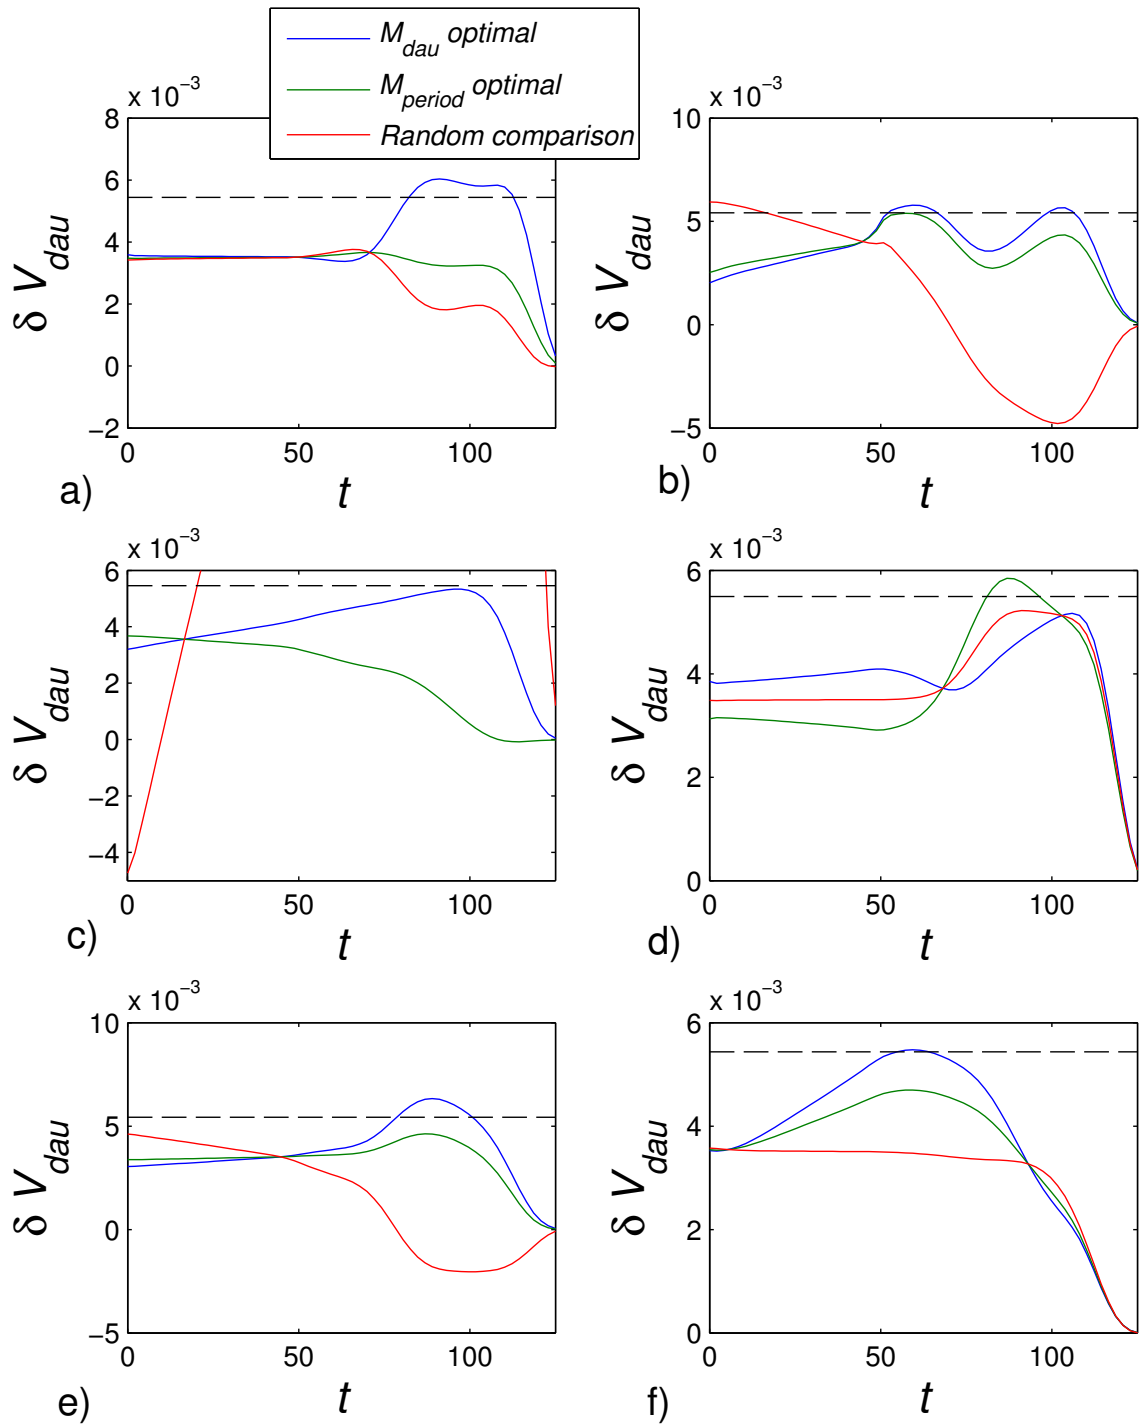 M_dau optimal
M_period optimal
Random comparison
x 10^-3
8
6
4
2
0
−2
0 50 100
δ V_dau
t
a)
x 10^-3
10
5
0
−5
0 50 100
δ V_dau
t
b)
x 10^-3
6
4
2
0
−2
−4
0 50 100
δ V_dau
t
c)
x 10^-3
6
4
2
0
0 50 100
δ V_dau
t
d)
x 10^-3
10
5
0
−5
0 50 100
δ V_dau
t
e)
x 10^-3
6
4
2
0
0 50 100
δ V_dau
t
f)